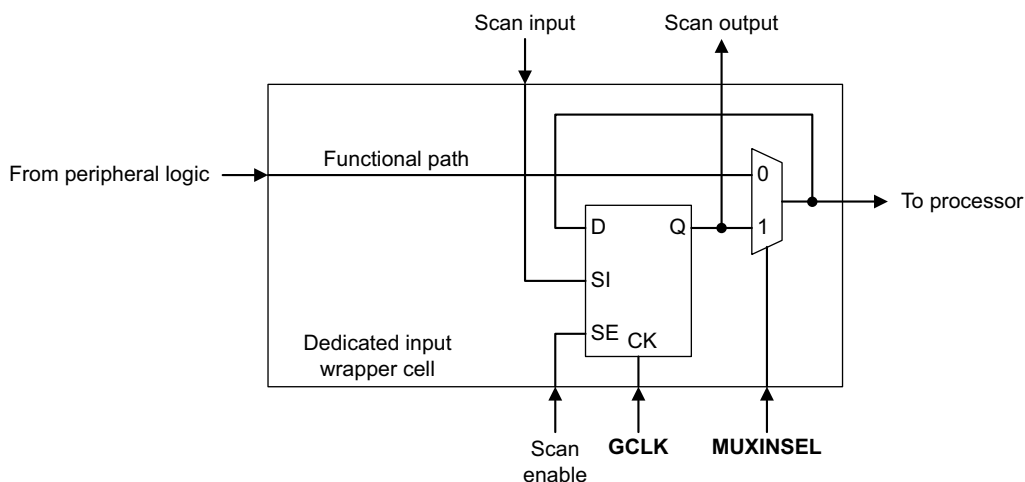 Scan input
Scan output
From peripheral logic
Functional path
0
To processor
D
Q
1
SI
SE
CK
Dedicated input
wrapper cell
Scan
enable
GCLK
MUXINSEL